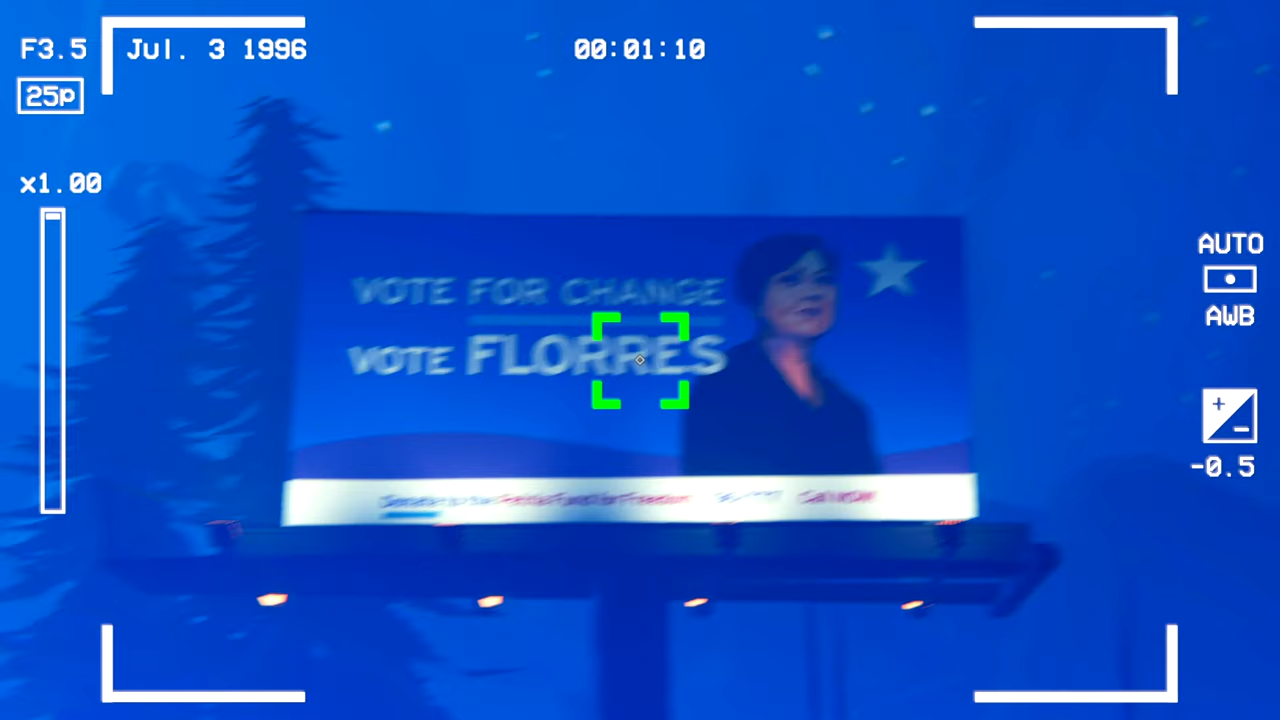 F3.5
Jul. 3 1996
00:01:10
25p
x1.00
AUTO
AWB
-0.5
VOTE FOR CHANGE
VOTE FLORRES